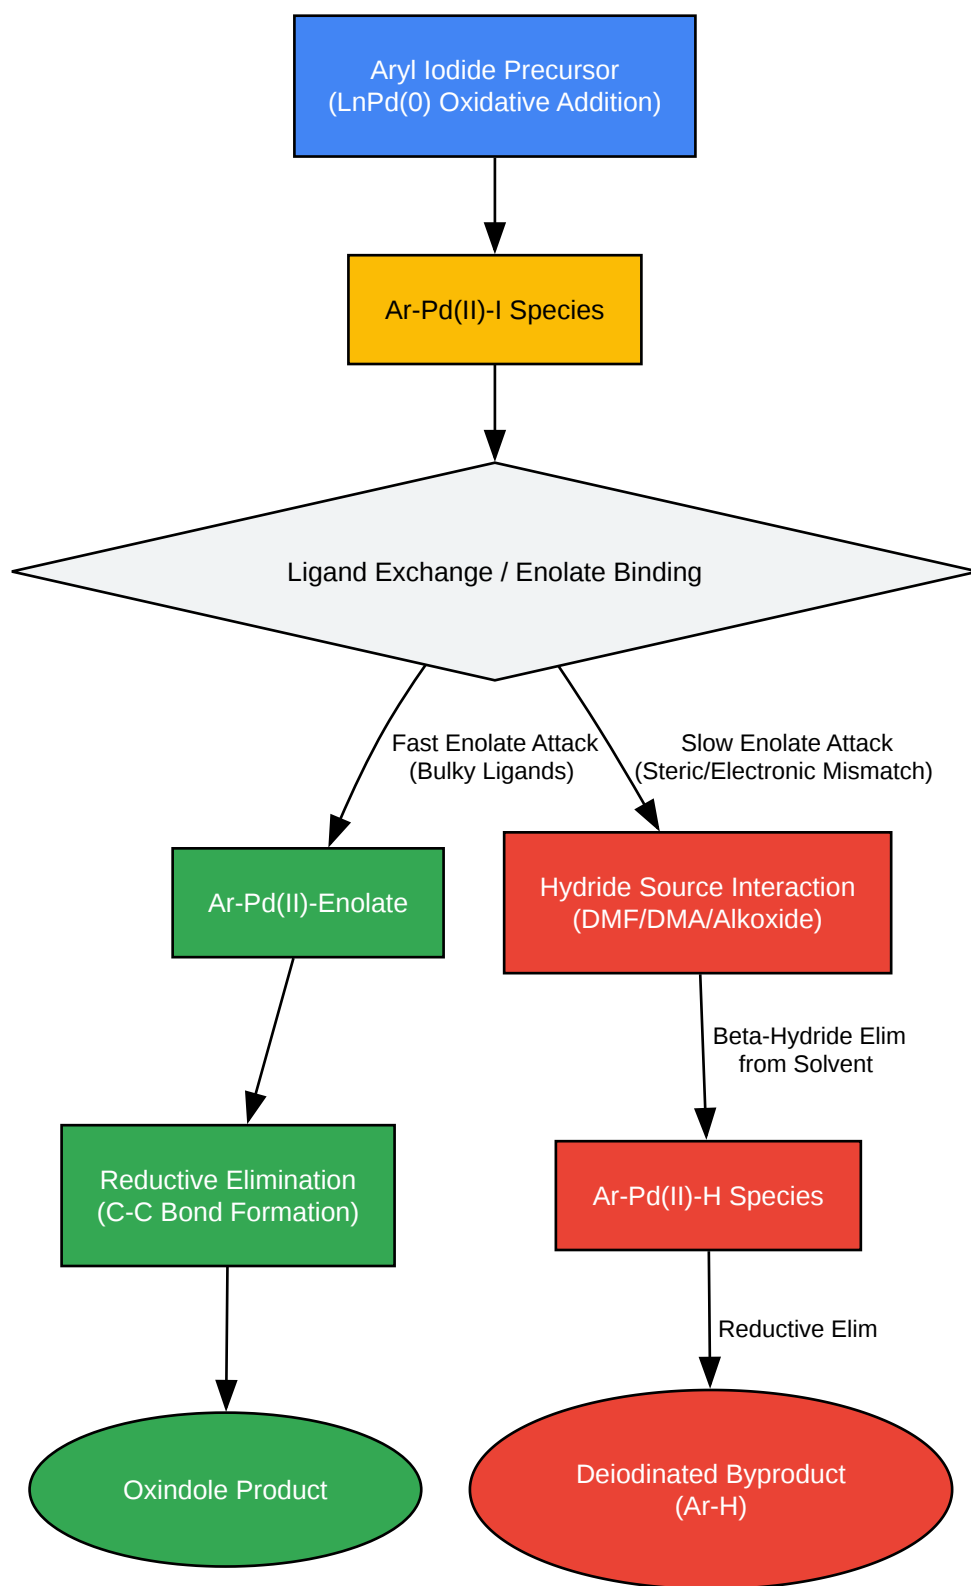 Aryl Iodide Precursor
(LnPd(0) Oxidative Addition)
Ar-Pd(II)-I Species
Ligand Exchange / Enolate Binding
Fast Enolate Attack
(Bulky Ligands)
Slow Enolate Attack
(Steric/Electronic Mismatch)
Ar-Pd(II)-Enolate
Hydride Source Interaction
(DMF/DMA/Alkoxide)
Beta-Hydride Elim
from Solvent
Reductive Elimination
(C-C Bond Formation)
Ar-Pd(II)-H Species
Reductive Elim
Oxindole Product
Deiodinated Byproduct
(Ar-H)